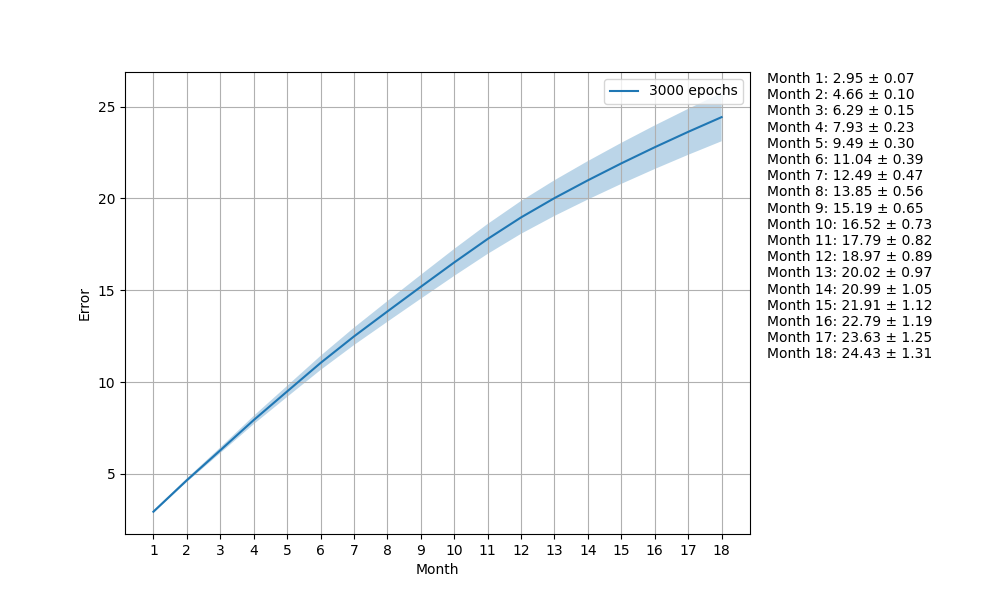 3000 epochs
25
20
15
10
5
Error
1 2 3 4 5 6 7 8 9 10 11 12 13 14 15 16 17 18
Month
Month 1: 2.95 ± 0.07
Month 2: 4.66 ± 0.10
Month 3: 6.29 ± 0.15
Month 4: 7.93 ± 0.23
Month 5: 9.49 ± 0.30
Month 6: 11.04 ± 0.39
Month 7: 12.49 ± 0.47
Month 8: 13.85 ± 0.56
Month 9: 15.19 ± 0.65
Month 10: 16.52 ± 0.73
Month 11: 17.79 ± 0.82
Month 12: 18.97 ± 0.89
Month 13: 20.02 ± 0.97
Month 14: 20.99 ± 1.05
Month 15: 21.91 ± 1.12
Month 16: 22.79 ± 1.19
Month 17: 23.63 ± 1.25
Month 18: 24.43 ± 1.31